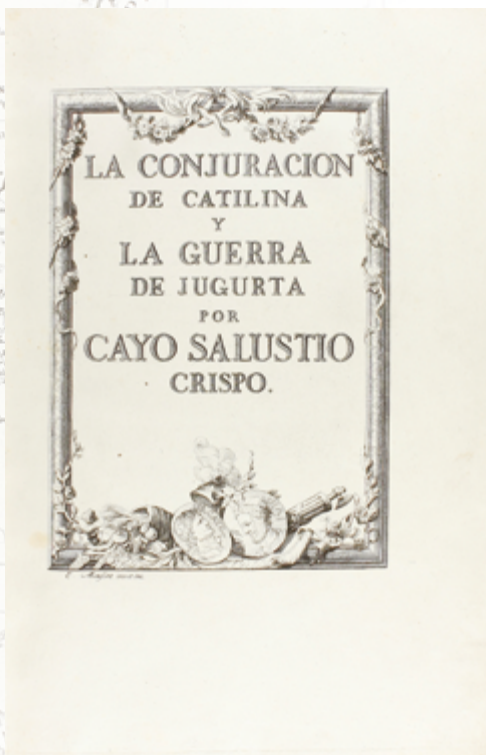 LA CONJURACION
DE CATILINA
Y
LA GUERRA
DE JUGURTA
POR
CAYO SALUSTIO
CRISPO.